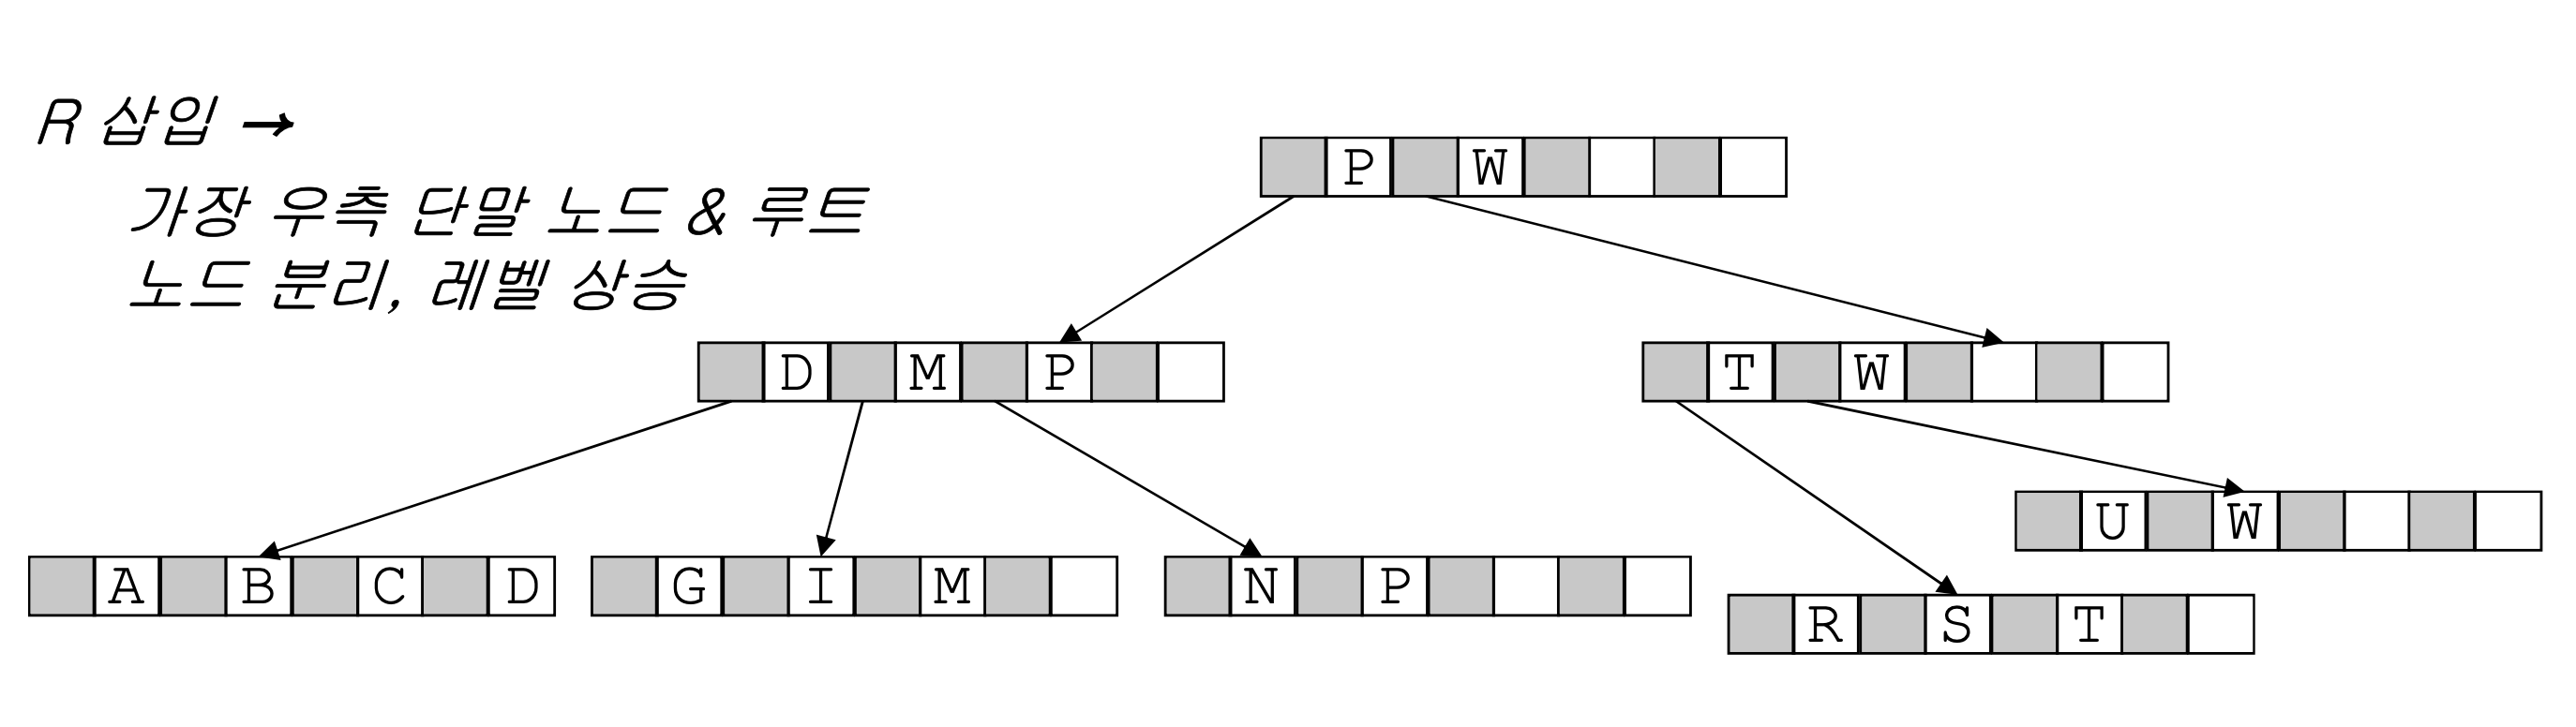 R 삽입 →
가장 우측 단말 노드 & 루트
노드 분리, 레벨 상승
P W
D M P
T W
U W
A B C D
G I M
N P
R S T